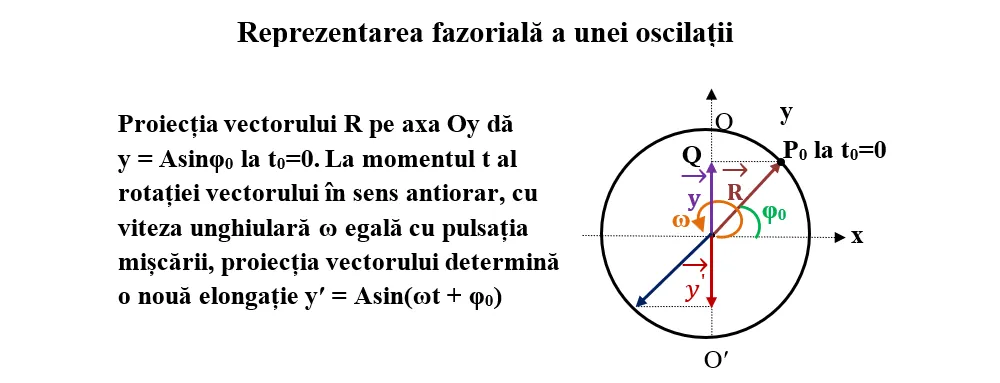 Reprezentarea fazorială a unei oscilații
Proiecția vectorului R pe axa Oy dă
y = Asinφ₀ la t₀=0. La momentul t al
rotației vectorului în sens antiorar, cu
viteza unghiulară ω egală cu pulsația
mișcării, proiecția vectorului determină
o nouă elongație y′ = Asin(ωt + φ₀)
y
O
Q
P₀ la t₀=0
R
y
φ₀
ω
x
y'
O′